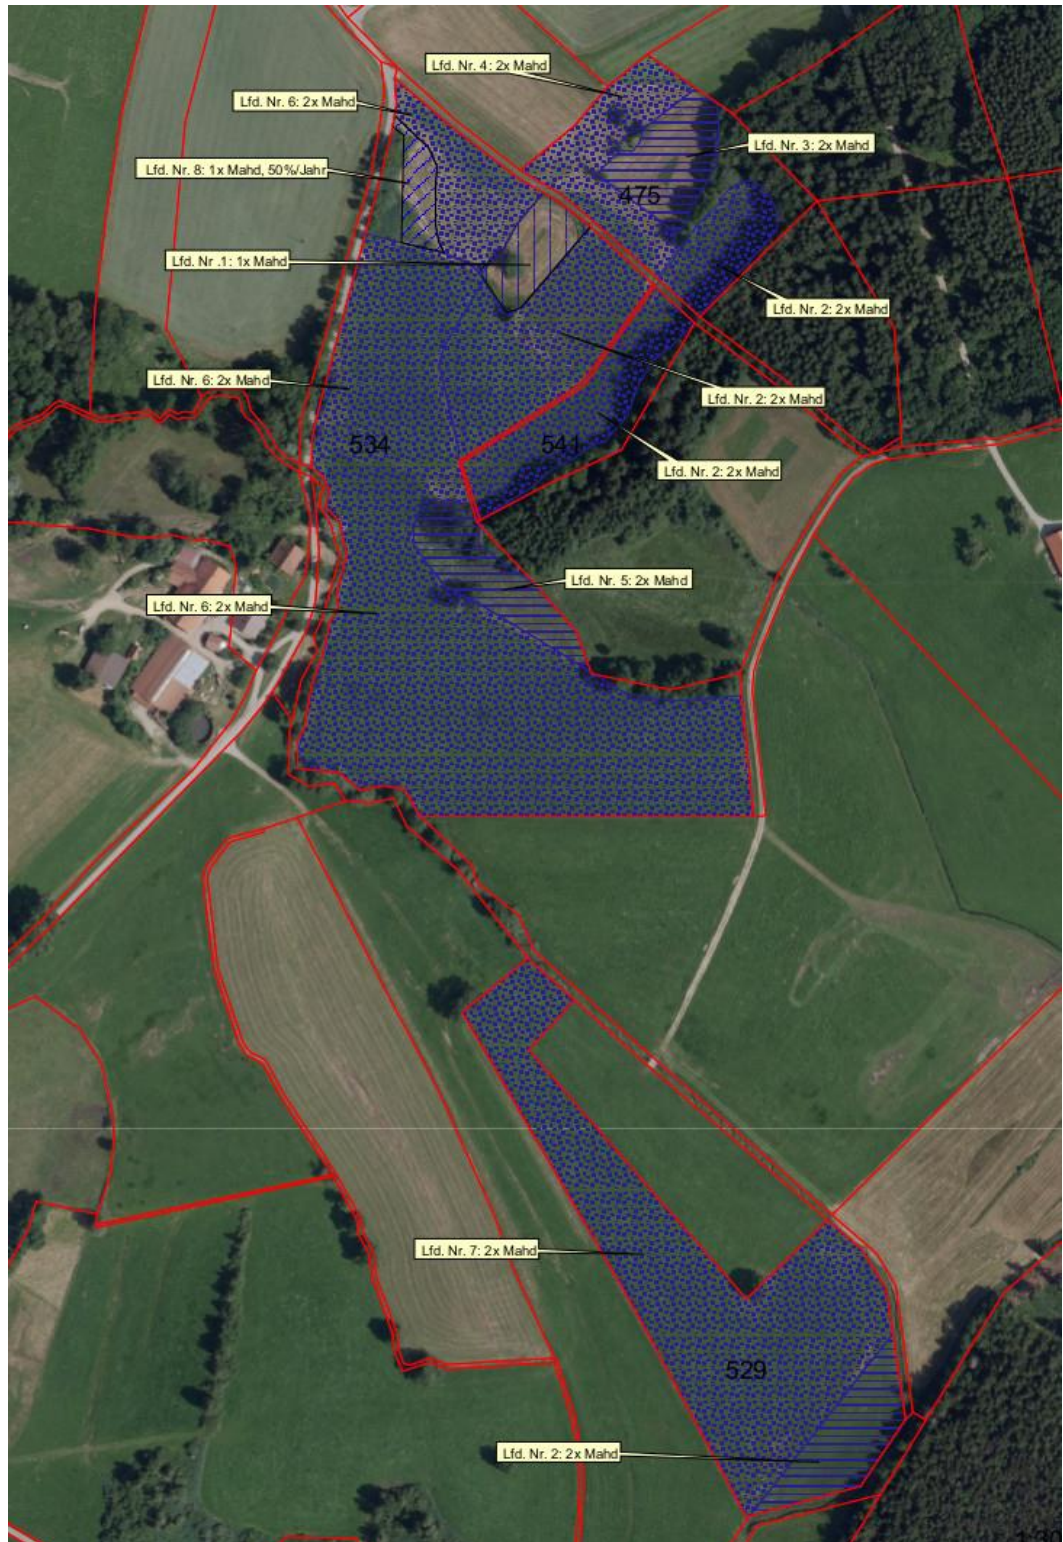 Lfd. Nr. 4: 2x Mahd
Lfd. Nr. 6: 2x Mahd
Lfd. Nr. 3: 2x Mahd
Lfd. Nr. 8: 1x Mahd, 50%/Jahr
475
Lfd. Nr .1: 1x Mahd
Lfd. Nr. 2: 2x Mahd
Lfd. Nr. 6: 2x Mahd
Lfd. Nr. 2: 2x Mahd
534
541
Lfd. Nr. 2: 2x Mahd
Lfd. Nr. 5: 2x Mahd
Lfd. Nr. 6: 2x Mahd
Lfd. Nr. 7: 2x Mahd
529
Lfd. Nr. 2: 2x Mahd